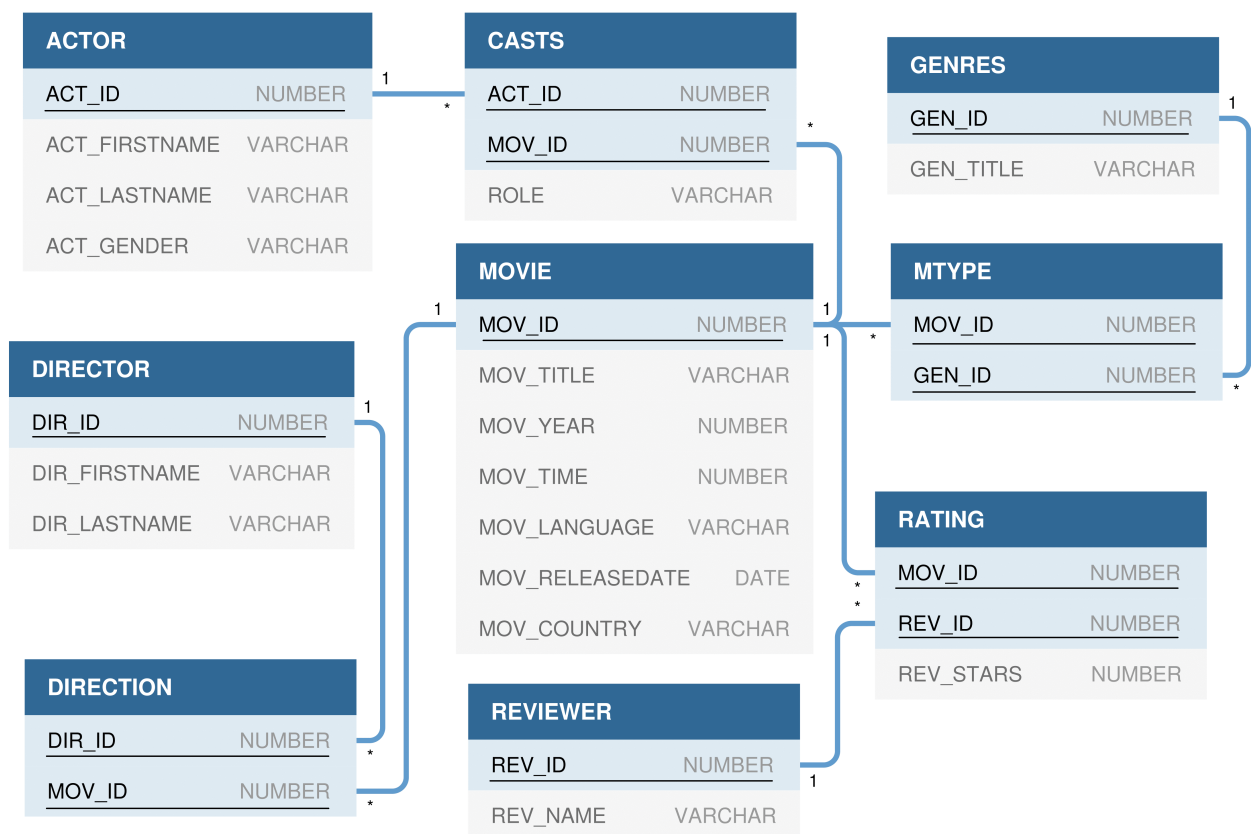 ACTOR
ACT_ID NUMBER
ACT_FIRSTNAME VARCHAR
ACT_LASTNAME VARCHAR
ACT_GENDER VARCHAR
1
*
CASTS
ACT_ID NUMBER
MOV_ID NUMBER
ROLE VARCHAR
*
GENRES
GEN_ID NUMBER
GEN_TITLE VARCHAR
1
MOVIE
MOV_ID NUMBER
MOV_TITLE VARCHAR
MOV_YEAR NUMBER
MOV_TIME NUMBER
MOV_LANGUAGE VARCHAR
MOV_RELEASEDATE DATE
MOV_COUNTRY VARCHAR
1
1
1
*
MTYPE
MOV_ID NUMBER
GEN_ID NUMBER
*
DIRECTOR
DIR_ID NUMBER
DIR_FIRSTNAME VARCHAR
DIR_LASTNAME VARCHAR
1
RATING
MOV_ID NUMBER
REV_ID NUMBER
REV_STARS NUMBER
*
*
DIRECTION
DIR_ID NUMBER
MOV_ID NUMBER
*
*
REVIEWER
REV_ID NUMBER
REV_NAME VARCHAR
1